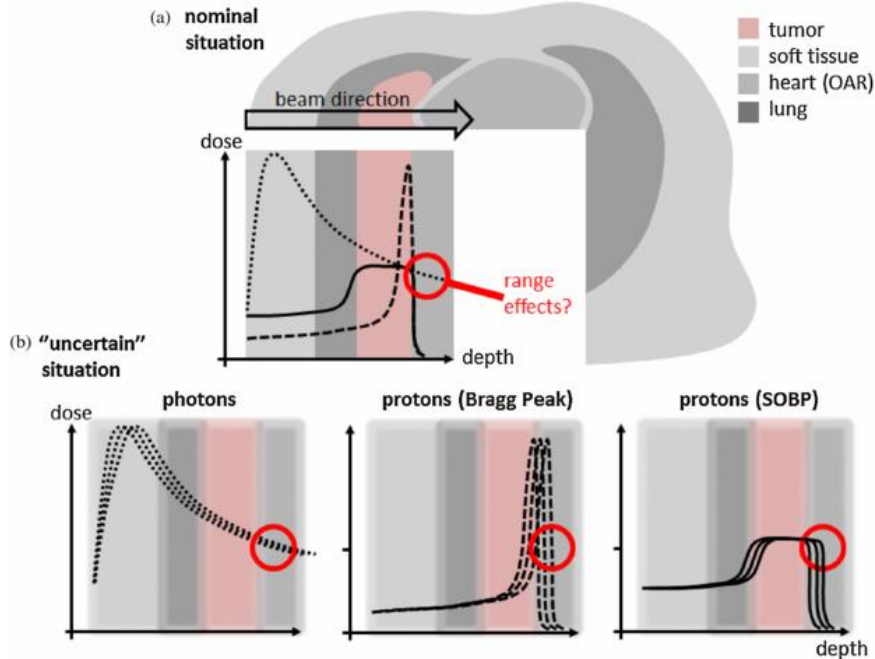 (a) nominal
situation
tumor
soft tissue
heart (OAR)
lung
beam direction
dose
range
effects?
depth
(b) "uncertain"
situation
photons
protons (Bragg Peak)
protons (SOBP)
dose
depth